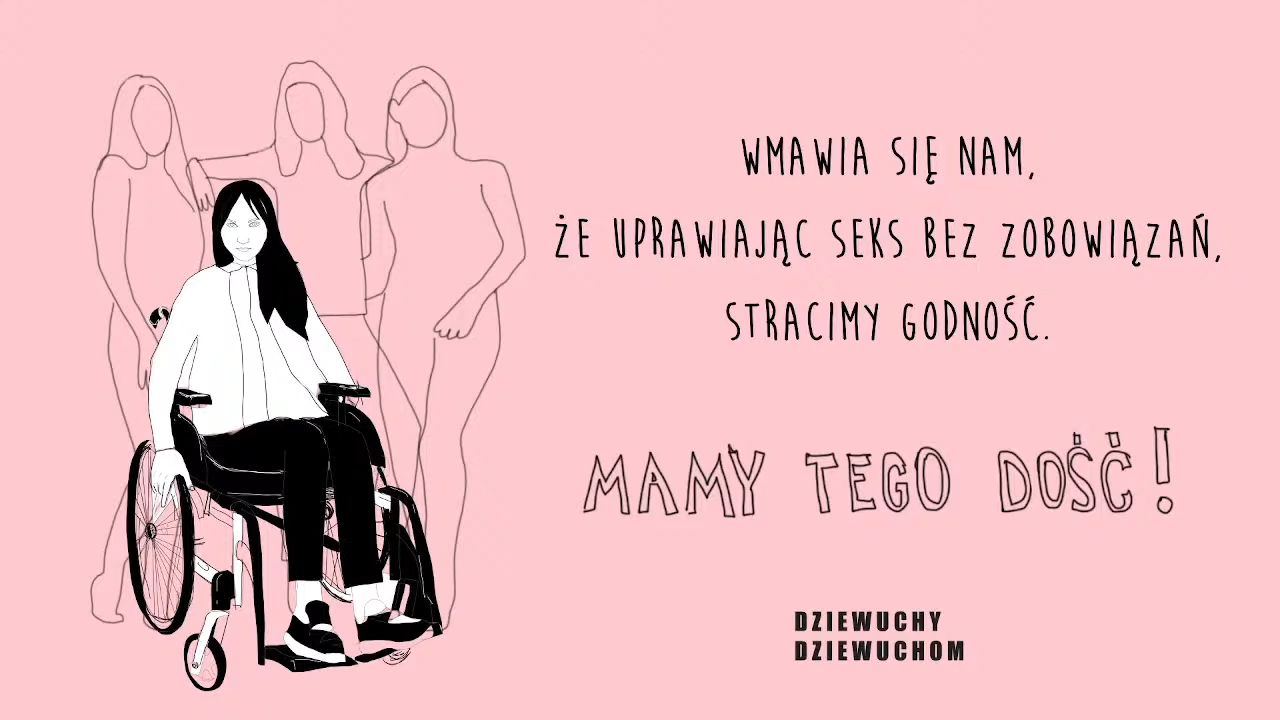 WMAWIA SIĘ NAM,
ŻE UPRAWIAJĄC SEKS BEZ ZOBOWIĄZAŃ,
STRACIMY GODNOŚĆ.
MAMY TEGO DOŚĆ!
DZIEWUCHY
DZIEWUCHOM